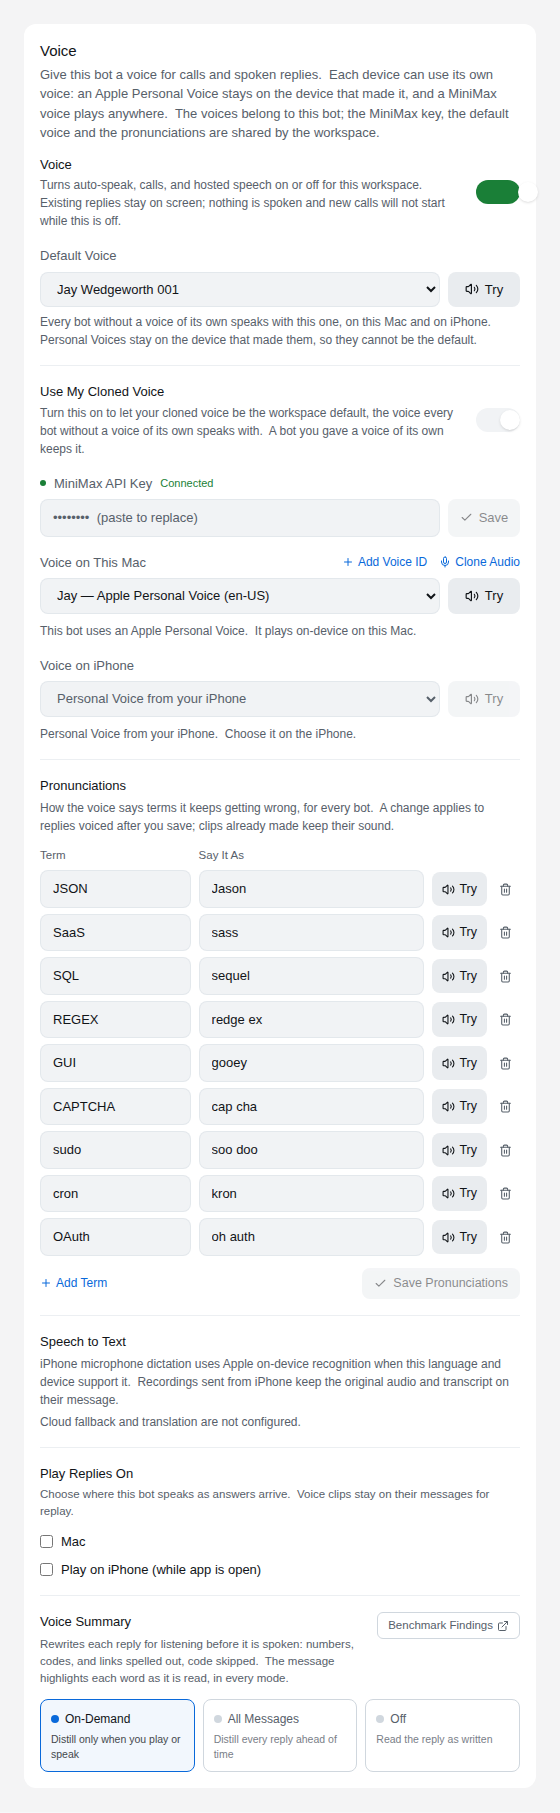 Voice
Give this bot a voice for calls and spoken replies.  Each device can use its own
voice: an Apple Personal Voice stays on the device that made it, and a MiniMax
voice plays anywhere.  The voices belong to this bot; the MiniMax key, the default
voice and the pronunciations are shared by the workspace.
Voice
Turns auto-speak, calls, and hosted speech on or off for this workspace.
Existing replies stay on screen; nothing is spoken and new calls will not start
while this is off.
Default Voice
Jay Wedgeworth 001
Try
Every bot without a voice of its own speaks with this one, on this Mac and on iPhone.
Personal Voices stay on the device that made them, so they cannot be the default.
Use My Cloned Voice
Turn this on to let your cloned voice be the workspace default, the voice every
bot without a voice of its own speaks with.  A bot you gave a voice of its own
keeps it.
MiniMax API Key Connected
•••••••• (paste to replace)
Save
Voice on This Mac
Add Voice ID
Clone Audio
Jay — Apple Personal Voice (en-US)
Try
This bot uses an Apple Personal Voice.  It plays on-device on this Mac.
Voice on iPhone
Personal Voice from your iPhone
Try
Personal Voice from your iPhone.  Choose it on the iPhone.
Pronunciations
How the voice says terms it keeps getting wrong, for every bot.  A change applies to
replies voiced after you save; clips already made keep their sound.
Term Say It As
JSON Jason Try
SaaS sass Try
SQL sequel Try
REGEX redge ex Try
GUI gooey Try
CAPTCHA cap cha Try
sudo soo doo Try
cron kron Try
OAuth oh auth Try
Add Term
Save Pronunciations
Speech to Text
iPhone microphone dictation uses Apple on-device recognition when this language and
device support it.  Recordings sent from iPhone keep the original audio and transcript on
their message.
Cloud fallback and translation are not configured.
Play Replies On
Choose where this bot speaks as answers arrive.  Voice clips stay on their messages for
replay.
Mac
Play on iPhone (while app is open)
Voice Summary
Benchmark Findings
Rewrites each reply for listening before it is spoken: numbers,
codes, and links spelled out, code skipped.  The message
highlights each word as it is read, in every mode.
On-Demand
Distill only when you play or
speak
All Messages
Distill every reply ahead of
time
Off
Read the reply as written